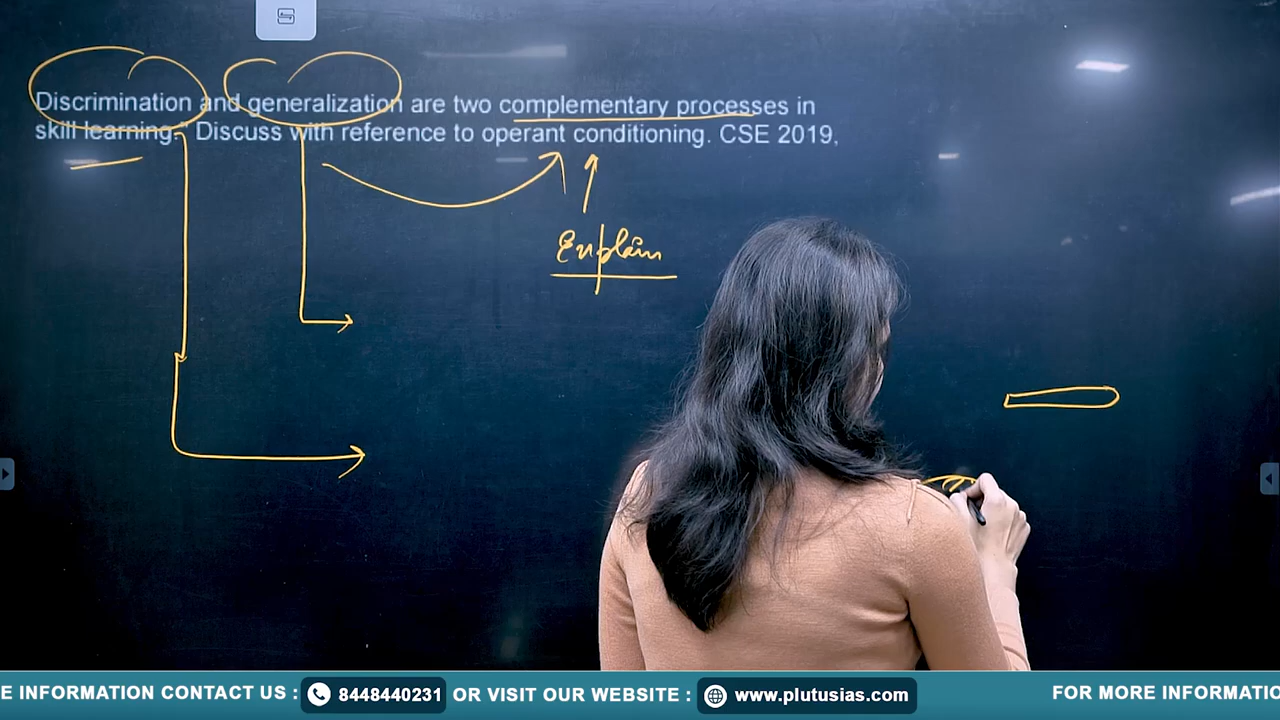 Discrimination and generalization are two complementary processes in
skill learning." Discuss with reference to operant conditioning. CSE 2019,
Explain
E INFORMATION CONTACT US : 8448440231 OR VISIT OUR WEBSITE : www.plutusias.com FOR MORE INFORMATIO